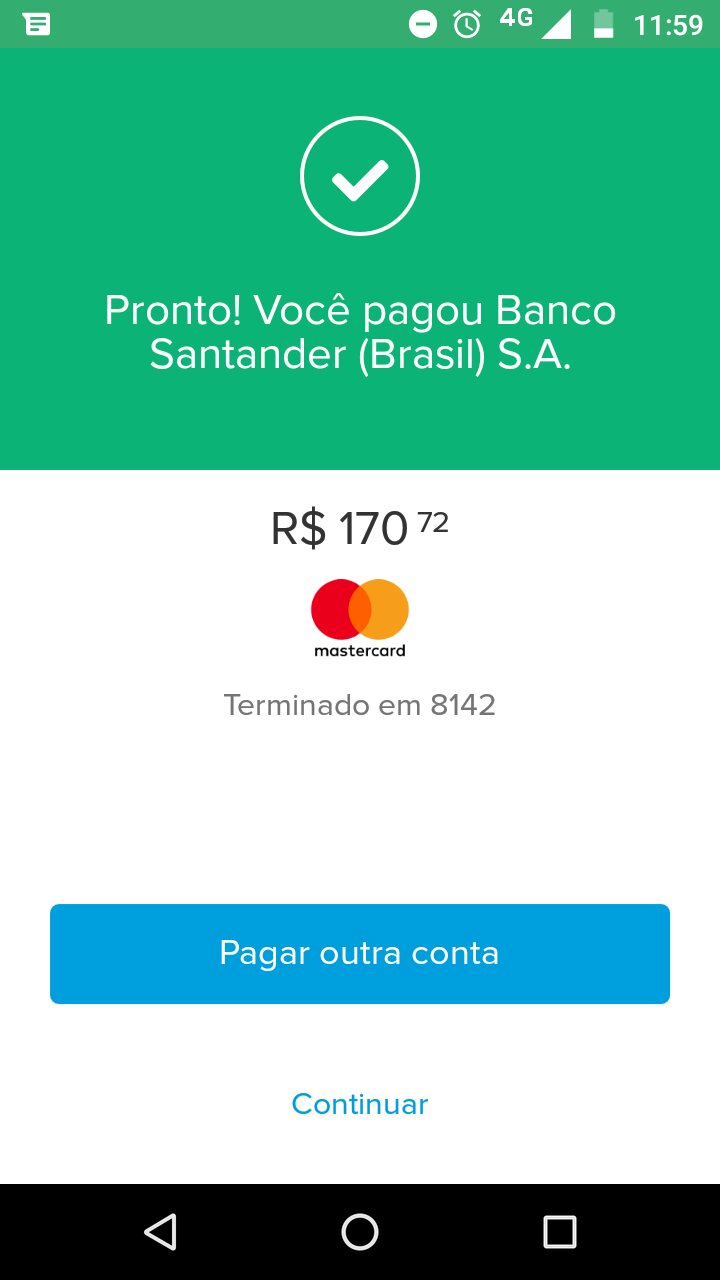 4G 11:59
Pronto! Você pagou Banco
Santander (Brasil) S.A.
R$ 170 72
mastercard
Terminado em 8142
Pagar outra conta
Continuar